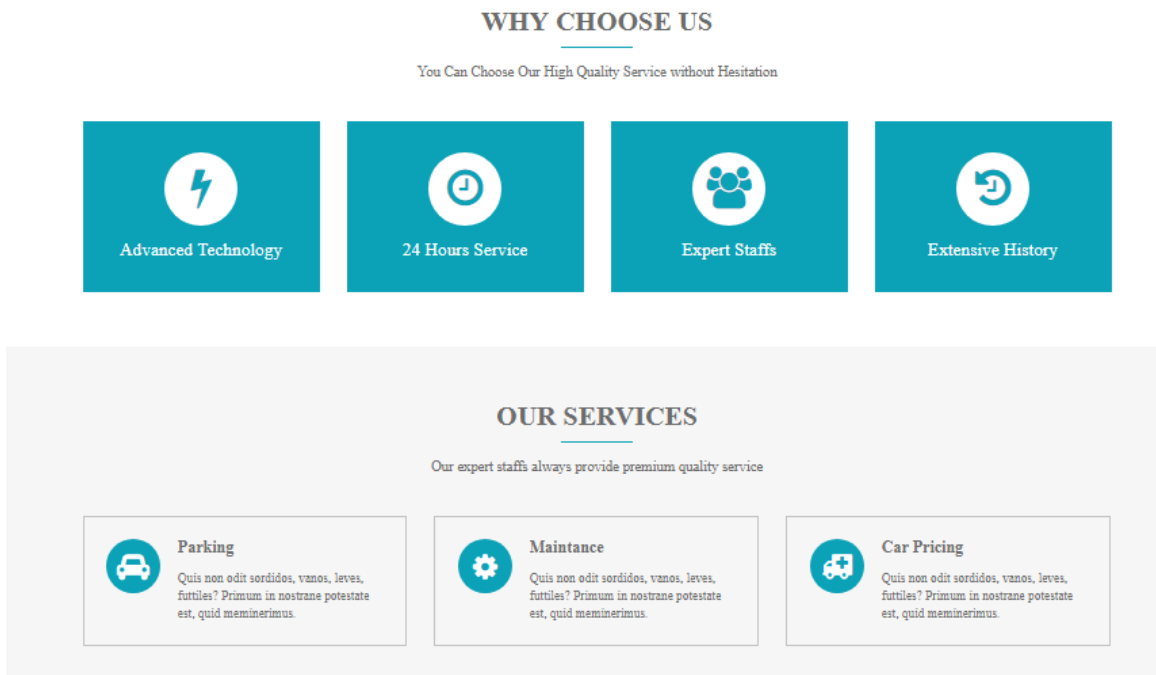 WHY CHOOSE US
You Can Choose Our High Quality Service without Hesitation
Advanced Technology
24 Hours Service
Expert Staffs
Extensive History
OUR SERVICES
Our expert staffs always provide premium quality service
Parking
Quis non odit sordidos, vanos, leves,
futtiles? Primum in nostrane potestate
est, quid meminerimus.
Maintance
Quis non odit sordidos, vanos, leves,
futtiles? Primum in nostrane potestate
est, quid meminerimus.
Car Pricing
Quis non odit sordidos, vanos, leves,
futtiles? Primum in nostrane potestate
est, quid meminerimus.